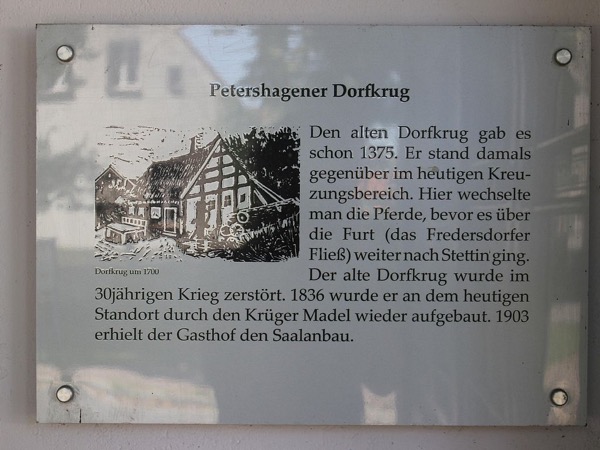 Petershagener Dorfkrug
Den alten Dorfkrug gab es
schon 1375. Er stand damals
gegenüber im heutigen Kreu-
zungsbereich. Hier wechselte
man die Pferde, bevor es über
die Furt (das Fredersdorfer
Fließ) weiter nach Stettin ging.
Der alte Dorfkrug wurde im
Dorfkrug um 1700
30jährigen Krieg zerstört. 1836 wurde er an dem heutigen
Standort durch den Krüger Madel wieder aufgebaut. 1903
erhielt der Gasthof den Saalanbau.